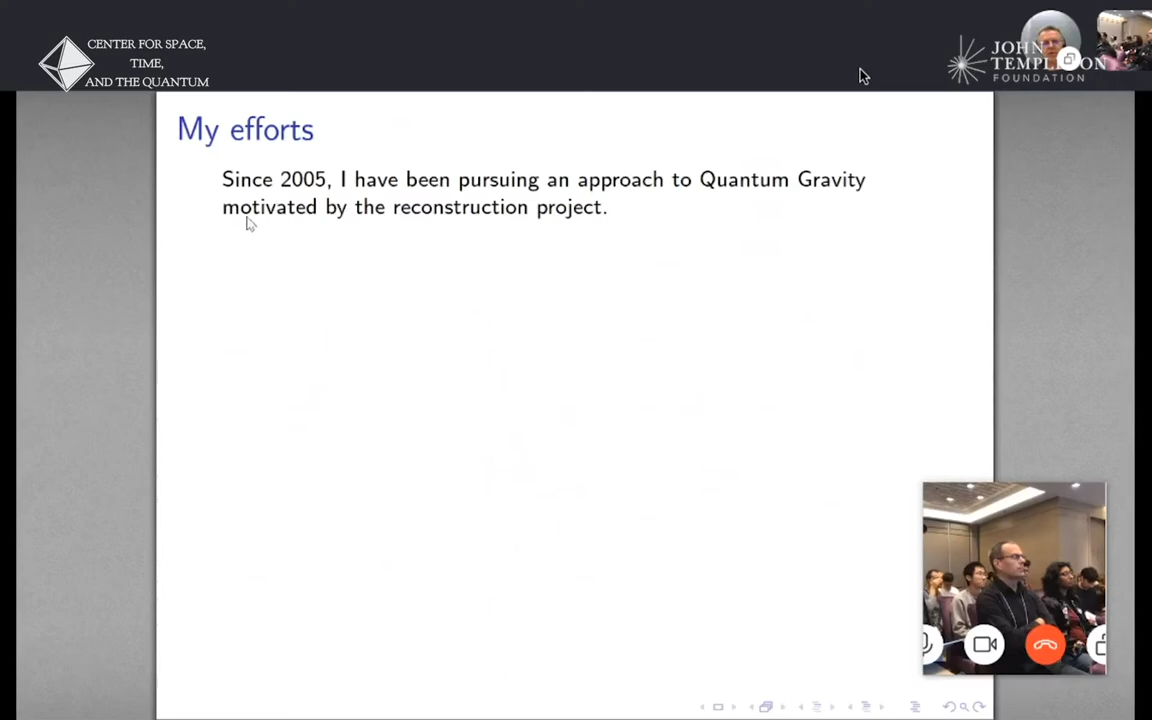 CENTER FOR SPACE,
TIME,
AND THE QUANTUM
JOHN
TEMPLETON
FOUNDATION
My efforts
Since 2005, I have been pursuing an approach to Quantum Gravity
motivated by the reconstruction project.